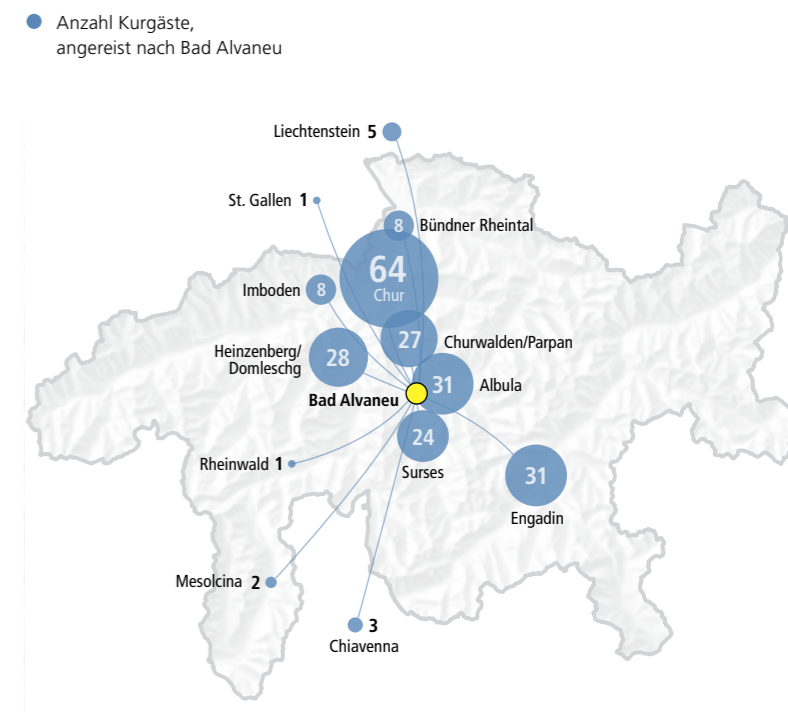 Anzahl Kurgäste,
angereist nach Bad Alvaneu
Liechtenstein 5
St. Gallen 1
8 Bündner Rheintal
64
Chur
Imboden 8
27 Churwalden/Parpan
Heinzenberg/
Domleschg
28
31 Albula
Bad Alvaneu
24
Surses
Rheinwald 1
31
Engadin
Mesolcina 2
3
Chiavenna